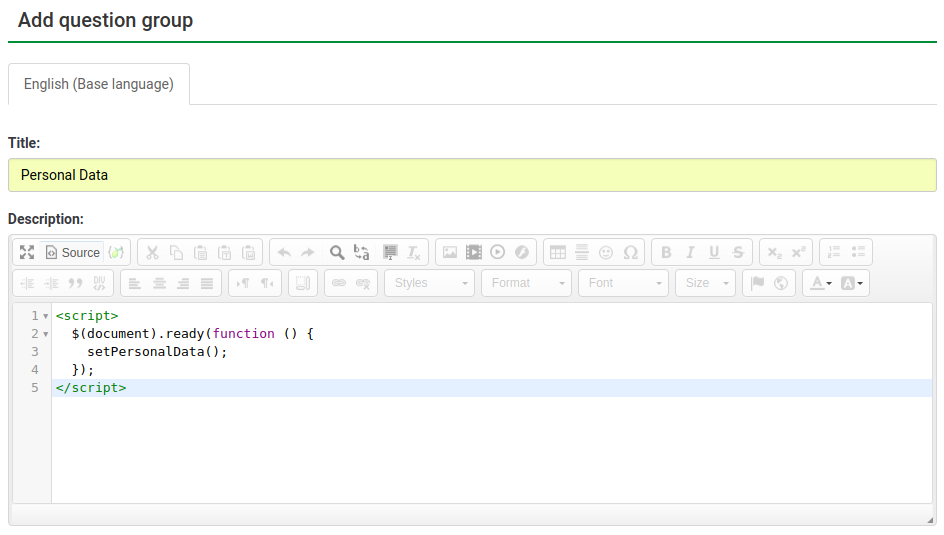 Add question group
English (Base language)
Title:
Personal Data
Description:
Source
Styles Format Font Size
1 <script>
2 $(document).ready(function () {
3 setPersonalData();
4 });
5 </script>